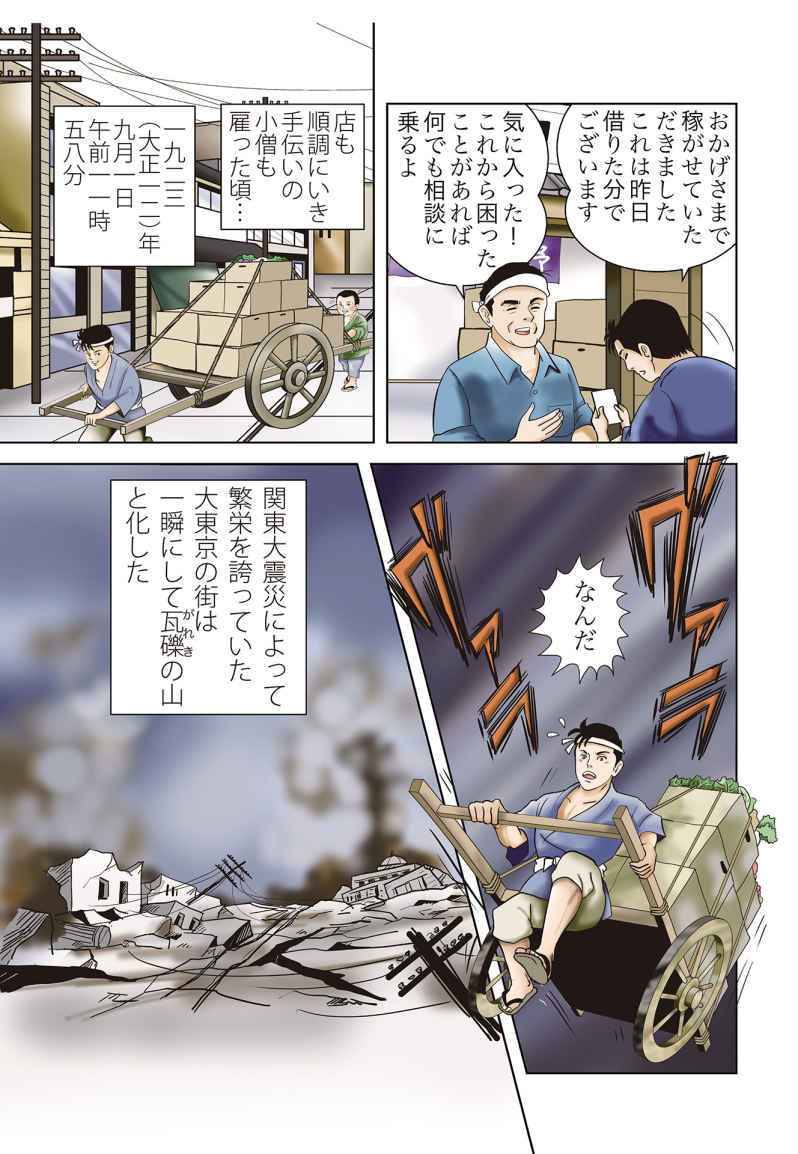 おかげさまで
稼がせていた
だきました
これは昨日
借りた分で
ございます
気に入った！
これから困った
ことがあれば
何でも相談に
乗るよ
店も
順調にいき
手伝いの
小僧も
雇った頃…
一九二三
（大正一二）年
九月一日
午前一一時
五八分
グラグラ
なんだ
グラグラ
関東大震災によって
繁栄を誇っていた
大東京の街は
一瞬にして瓦礫の山
がれき
と化した